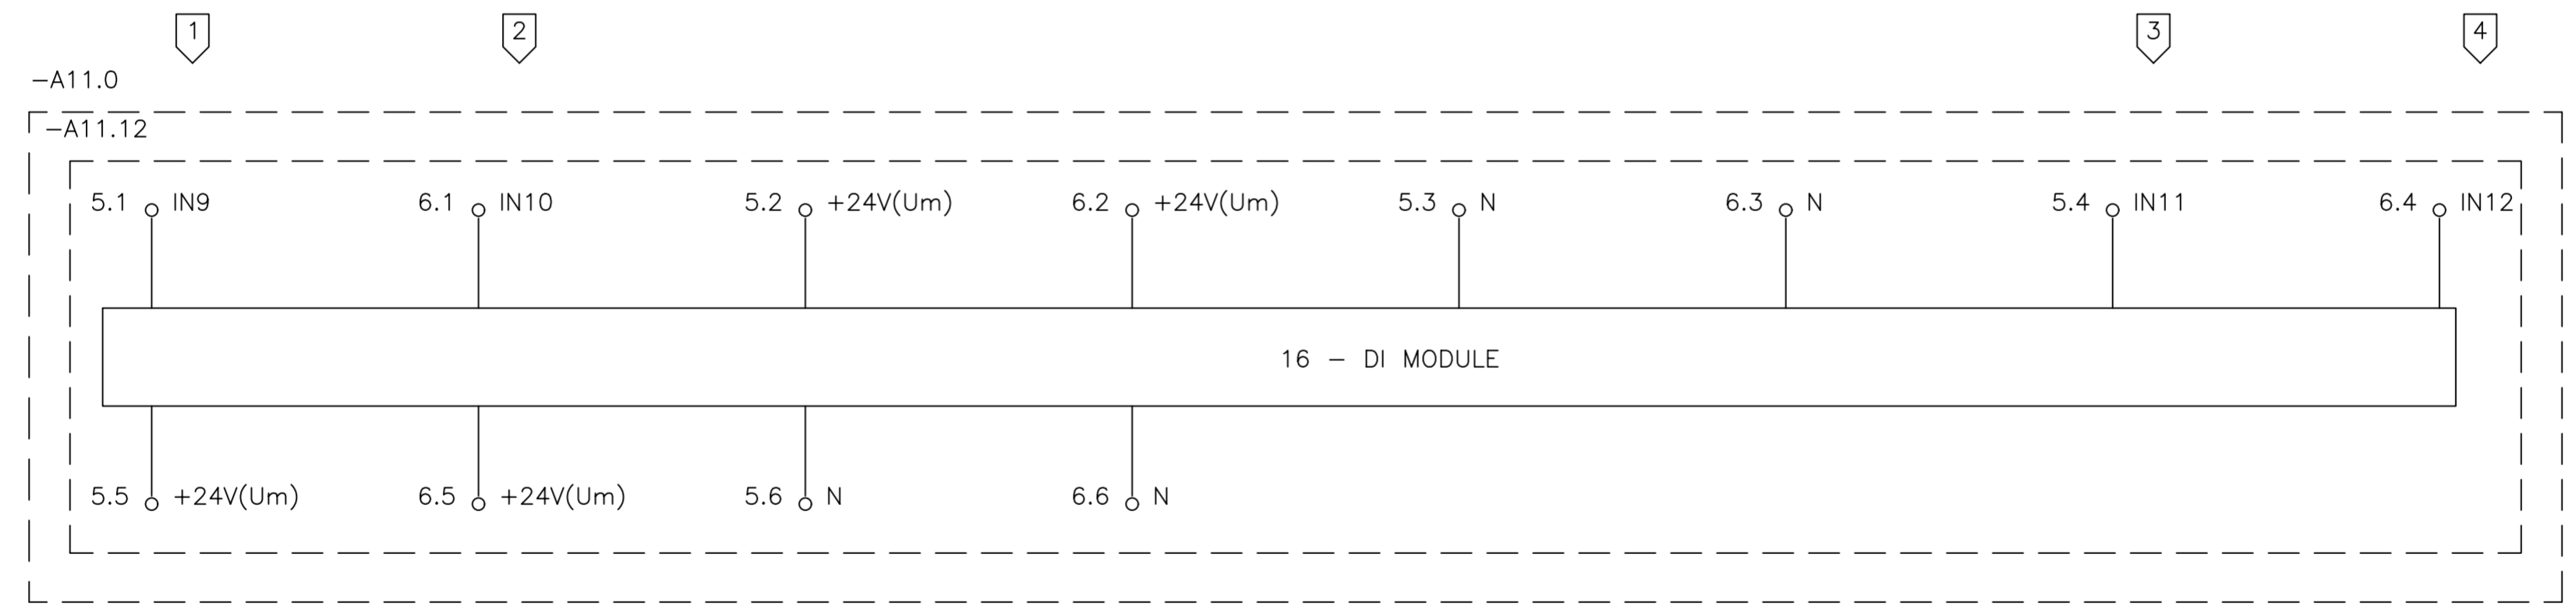 1 2 3 4
-A11.0
-A11.12
5.1 IN9 6.1 IN10 5.2 +24V(Um) 6.2 +24V(Um) 5.3 N 6.3 N 5.4 IN11 6.4 IN12
16 - DI MODULE
5.5 +24V(Um) 6.5 +24V(Um) 5.6 N 6.6 N